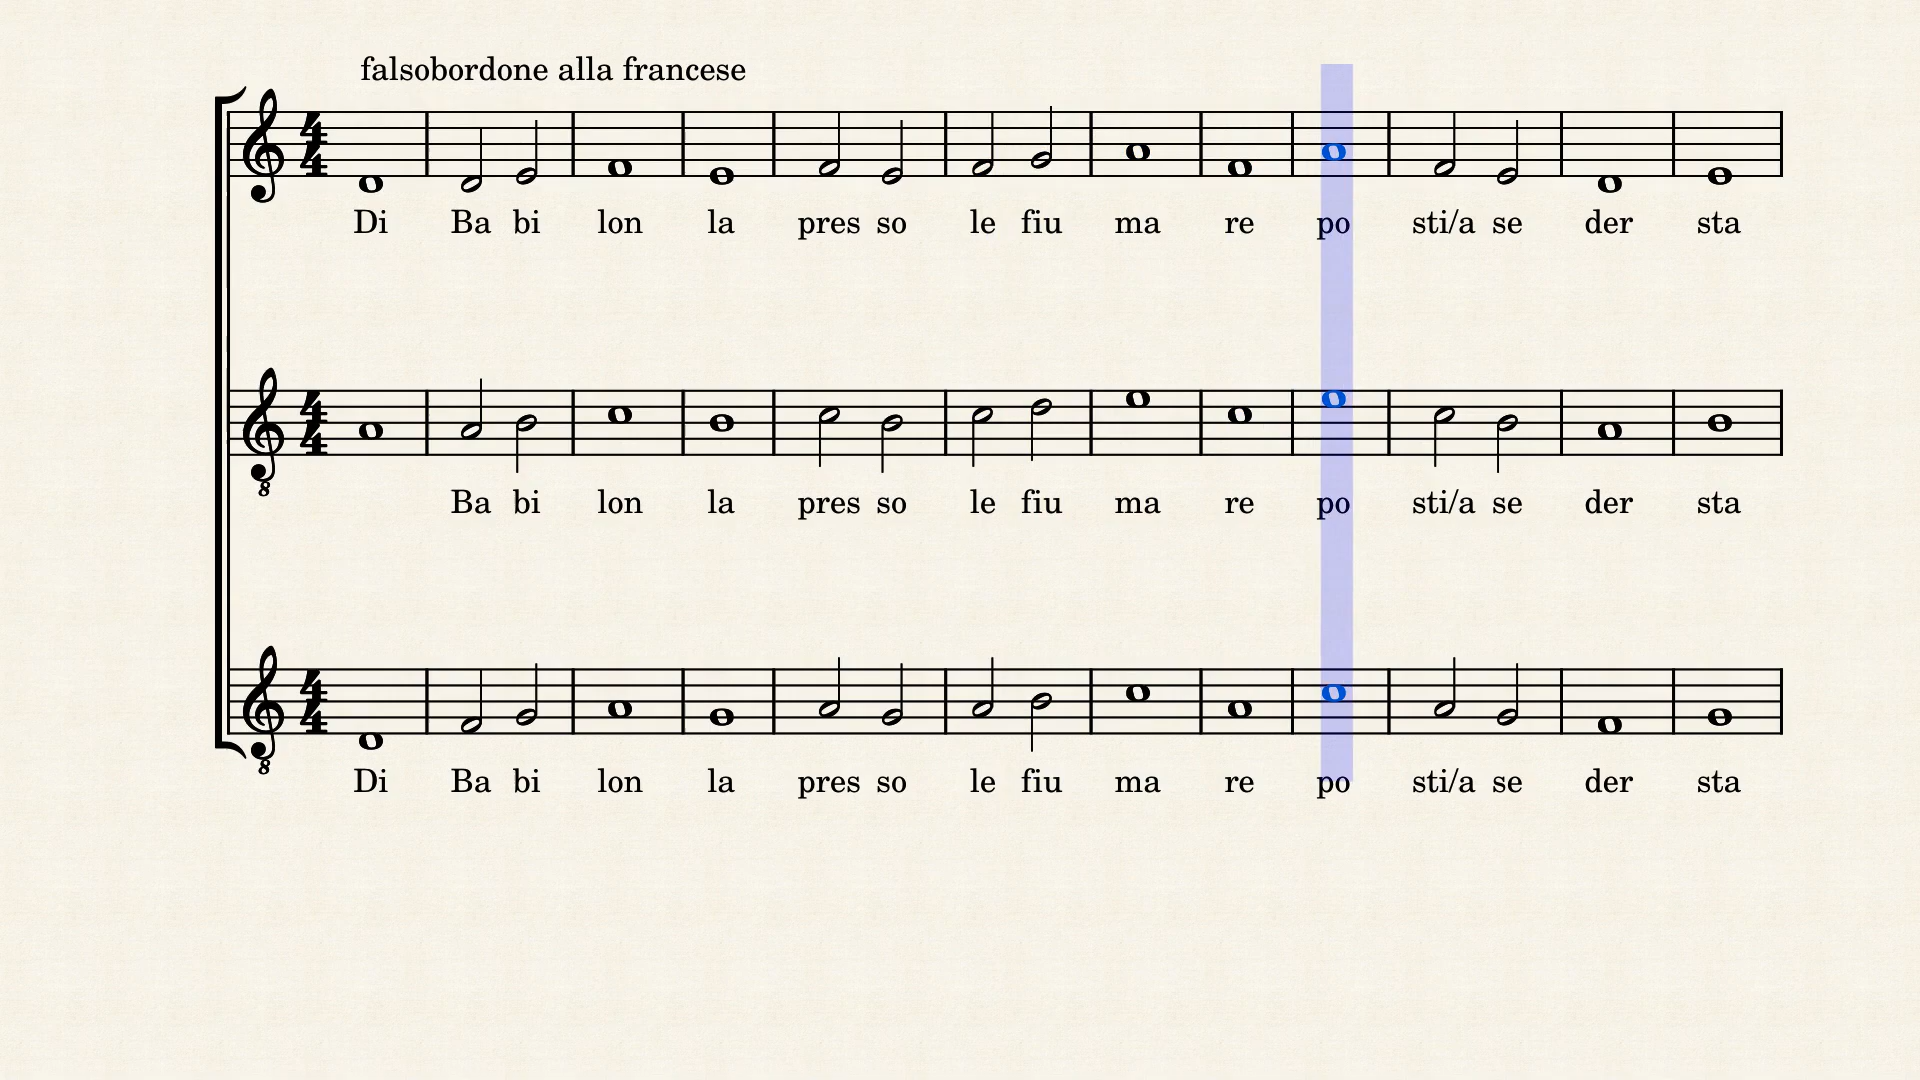 falsobordone alla francese
Di Ba bi lon la pres so le fiu ma re po sti/a se der sta
Ba bi lon la pres so le fiu ma re po sti/a se der sta
8
Di Ba bi lon la pres so le fiu ma re po sti/a se der sta
8